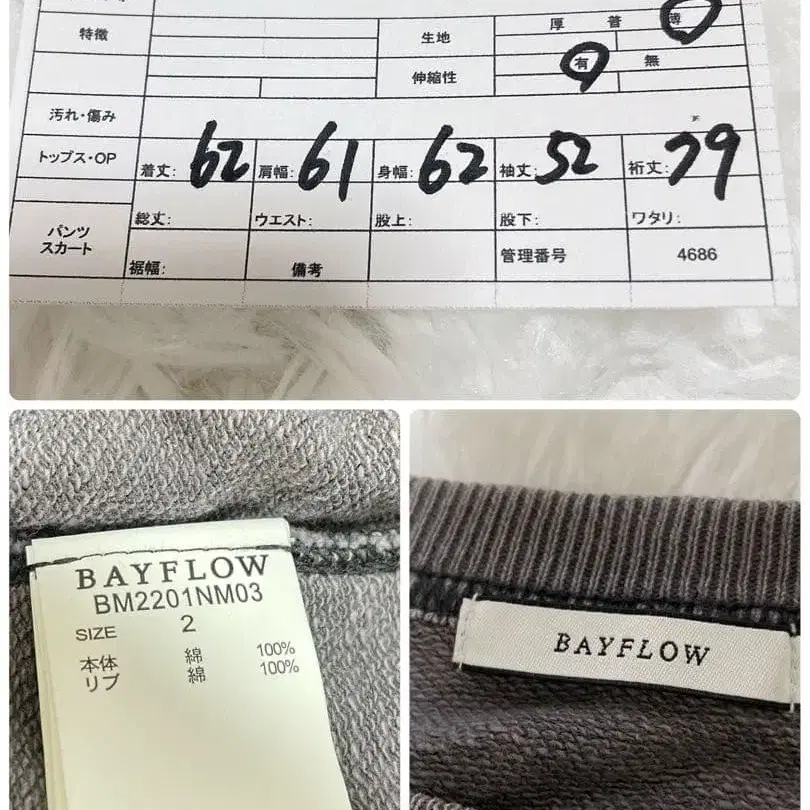 特徴
生地
厚 普 薄
伸縮性
有 無
汚れ・傷み
トップス・OP
着丈: 62 肩幅: 61 身幅: 62 袖丈: 52 裄丈: 79
パンツ
スカート
総丈: ウエスト: 股上: 股下: ワタリ:
裾幅: 備考 管理番号 4686
BAYFLOW
BM2201NM03
SIZE 2
本体 綿 100%
リブ 綿 100%
BAYFLOW